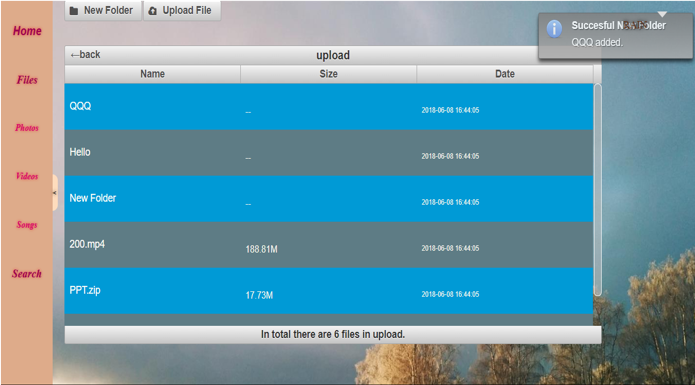 New Folder Upload File
Home
Files
Photos
Videos
Songs
Search
Succesful New Folder
QQQ added.
←back upload
Name Size Date
QQQ -- 2018-06-08 16:44:05
Hello -- 2018-06-08 16:44:05
New Folder -- 2018-06-08 16:44:05
200.mp4 188.81M 2018-06-08 16:44:05
PPT.zip 17.73M 2018-06-08 16:44:05
In total there are 6 files in upload.